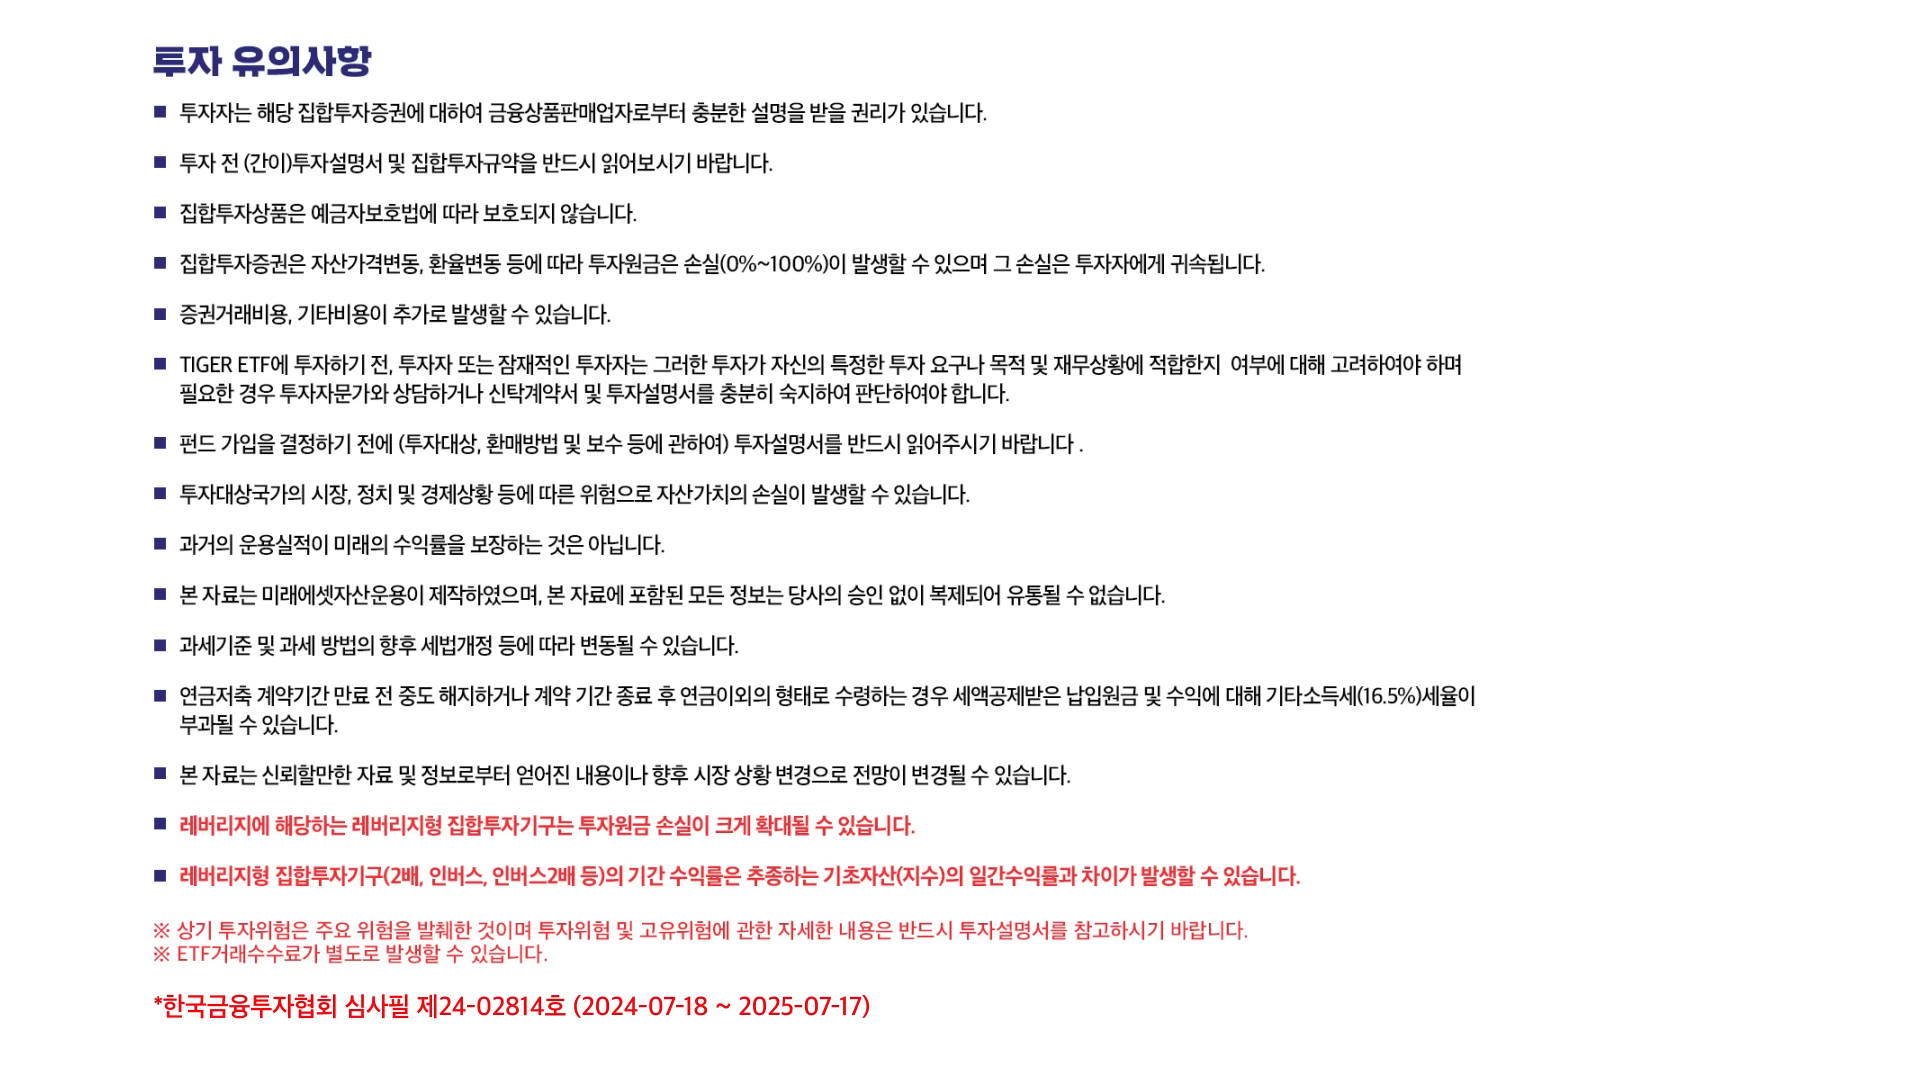 투자 유의사항
■ 투자자는 해당 집합투자증권에 대하여 금융상품판매업자로부터 충분한 설명을 받을 권리가 있습니다.
■ 투자 전 (간이)투자설명서 및 집합투자규약을 반드시 읽어보시기 바랍니다.
■ 집합투자상품은 예금자보호법에 따라 보호되지 않습니다.
■ 집합투자증권은 자산가격변동, 환율변동 등에 따라 투자원금은 손실(0%~100%)이 발생할 수 있으며 그 손실은 투자자에게 귀속됩니다.
■ 증권거래비용, 기타비용이 추가로 발생할 수 있습니다.
■ TIGER ETF에 투자하기 전, 투자자 또는 잠재적인 투자자는 그러한 투자가 자신의 특정한 투자 요구나 목적 및 재무상황에 적합한지 여부에 대해 고려하여야 하며
필요한 경우 투자자문가와 상담하거나 신탁계약서 및 투자설명서를 충분히 숙지하여 판단하여야 합니다.
■ 펀드 가입을 결정하기 전에 (투자대상, 환매방법 및 보수 등에 관하여) 투자설명서를 반드시 읽어주시기 바랍니다 .
■ 투자대상국가의 시장, 정치 및 경제상황 등에 따른 위험으로 자산가치의 손실이 발생할 수 있습니다.
■ 과거의 운용실적이 미래의 수익률을 보장하는 것은 아닙니다.
■ 본 자료는 미래에셋자산운용이 제작하였으며, 본 자료에 포함된 모든 정보는 당사의 승인 없이 복제되어 유통될 수 없습니다.
■ 과세기준 및 과세 방법의 향후 세법개정 등에 따라 변동될 수 있습니다.
■ 연금저축 계약기간 만료 전 중도 해지하거나 계약 기간 종료 후 연금이외의 형태로 수령하는 경우 세액공제받은 납입원금 및 수익에 대해 기타소득세(16.5%)세율이
부과될 수 있습니다.
■ 본 자료는 신뢰할만한 자료 및 정보로부터 얻어진 내용이나 향후 시장 상황 변경으로 전망이 변경될 수 있습니다.
■ 레버리지에 해당하는 레버리지형 집합투자기구는 투자원금 손실이 크게 확대될 수 있습니다.
■ 레버리지형 집합투자기구(2배, 인버스, 인버스2배 등)의 기간 수익률은 추종하는 기초자산(지수)의 일간수익률과 차이가 발생할 수 있습니다.
※ 상기 투자위험은 주요 위험을 발췌한 것이며 투자위험 및 고유위험에 관한 자세한 내용은 반드시 투자설명서를 참고하시기 바랍니다.
※ ETF거래수수료가 별도로 발생할 수 있습니다.
*한국금융투자협회 심사필 제24-02814호 (2024-07-18 ~ 2025-07-17)